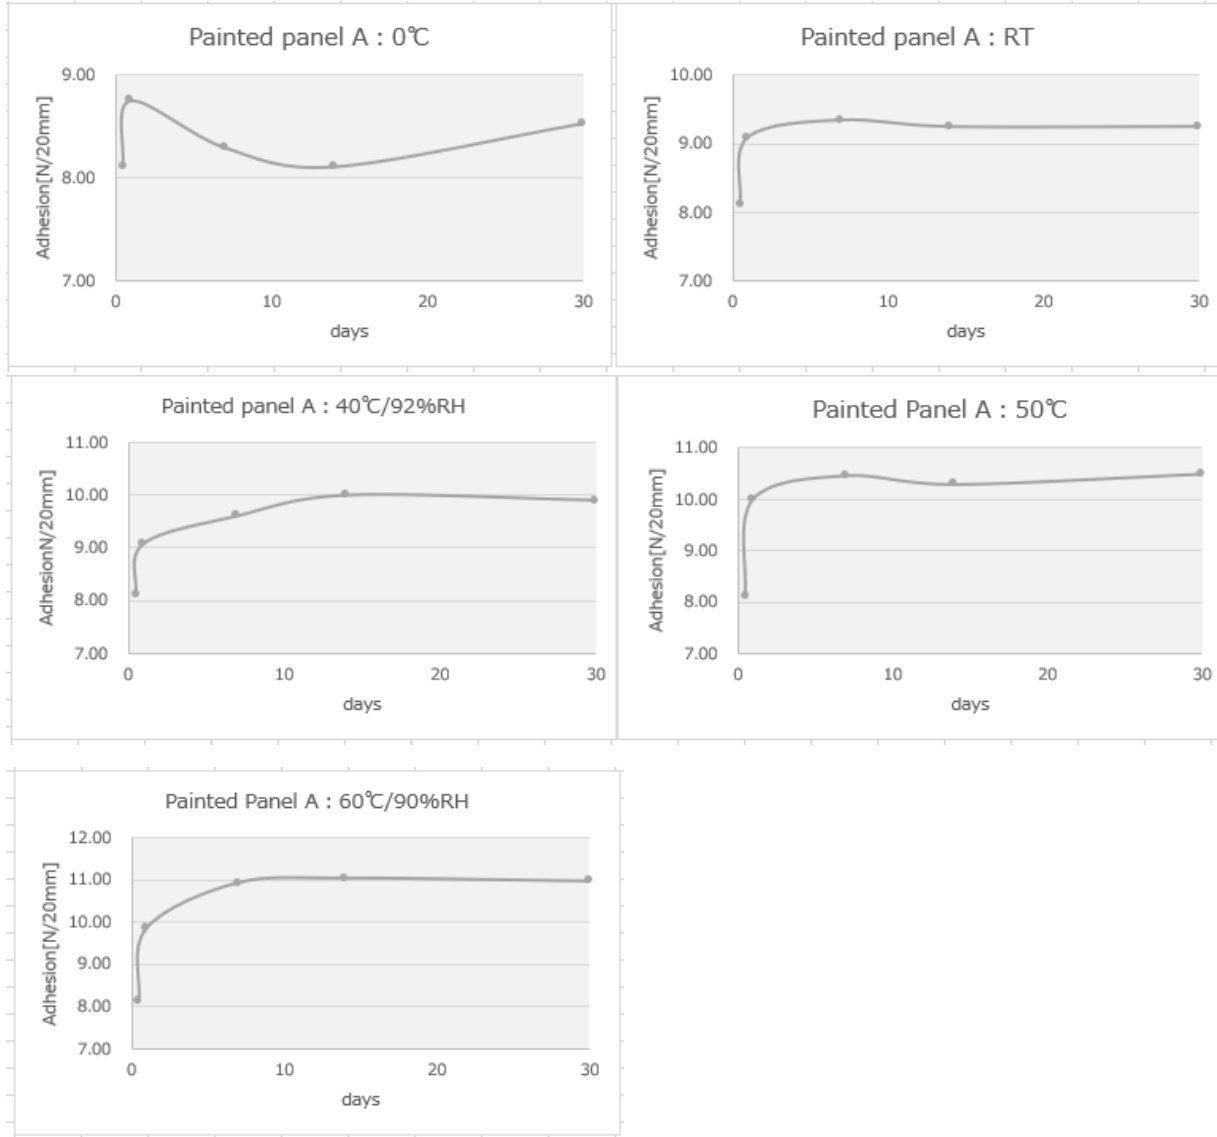 Painted panel A : 0℃
9.00
8.00
7.00
Adhesion[N/20mm]
0 10 20 30
days
Painted panel A : RT
10.00
9.00
8.00
7.00
Adhesion[N/20mm]
0 10 20 30
days
Painted panel A : 40℃/92%RH
11.00
10.00
9.00
8.00
7.00
AdhesionN/20mm]
0 10 20 30
days
Painted Panel A : 50℃
11.00
10.00
9.00
8.00
7.00
Adhesion[N/20mm]
0 10 20 30
days
Painted Panel A : 60℃/90%RH
12.00
11.00
10.00
9.00
8.00
7.00
Adhesion[N/20mm]
0 10 20 30
days